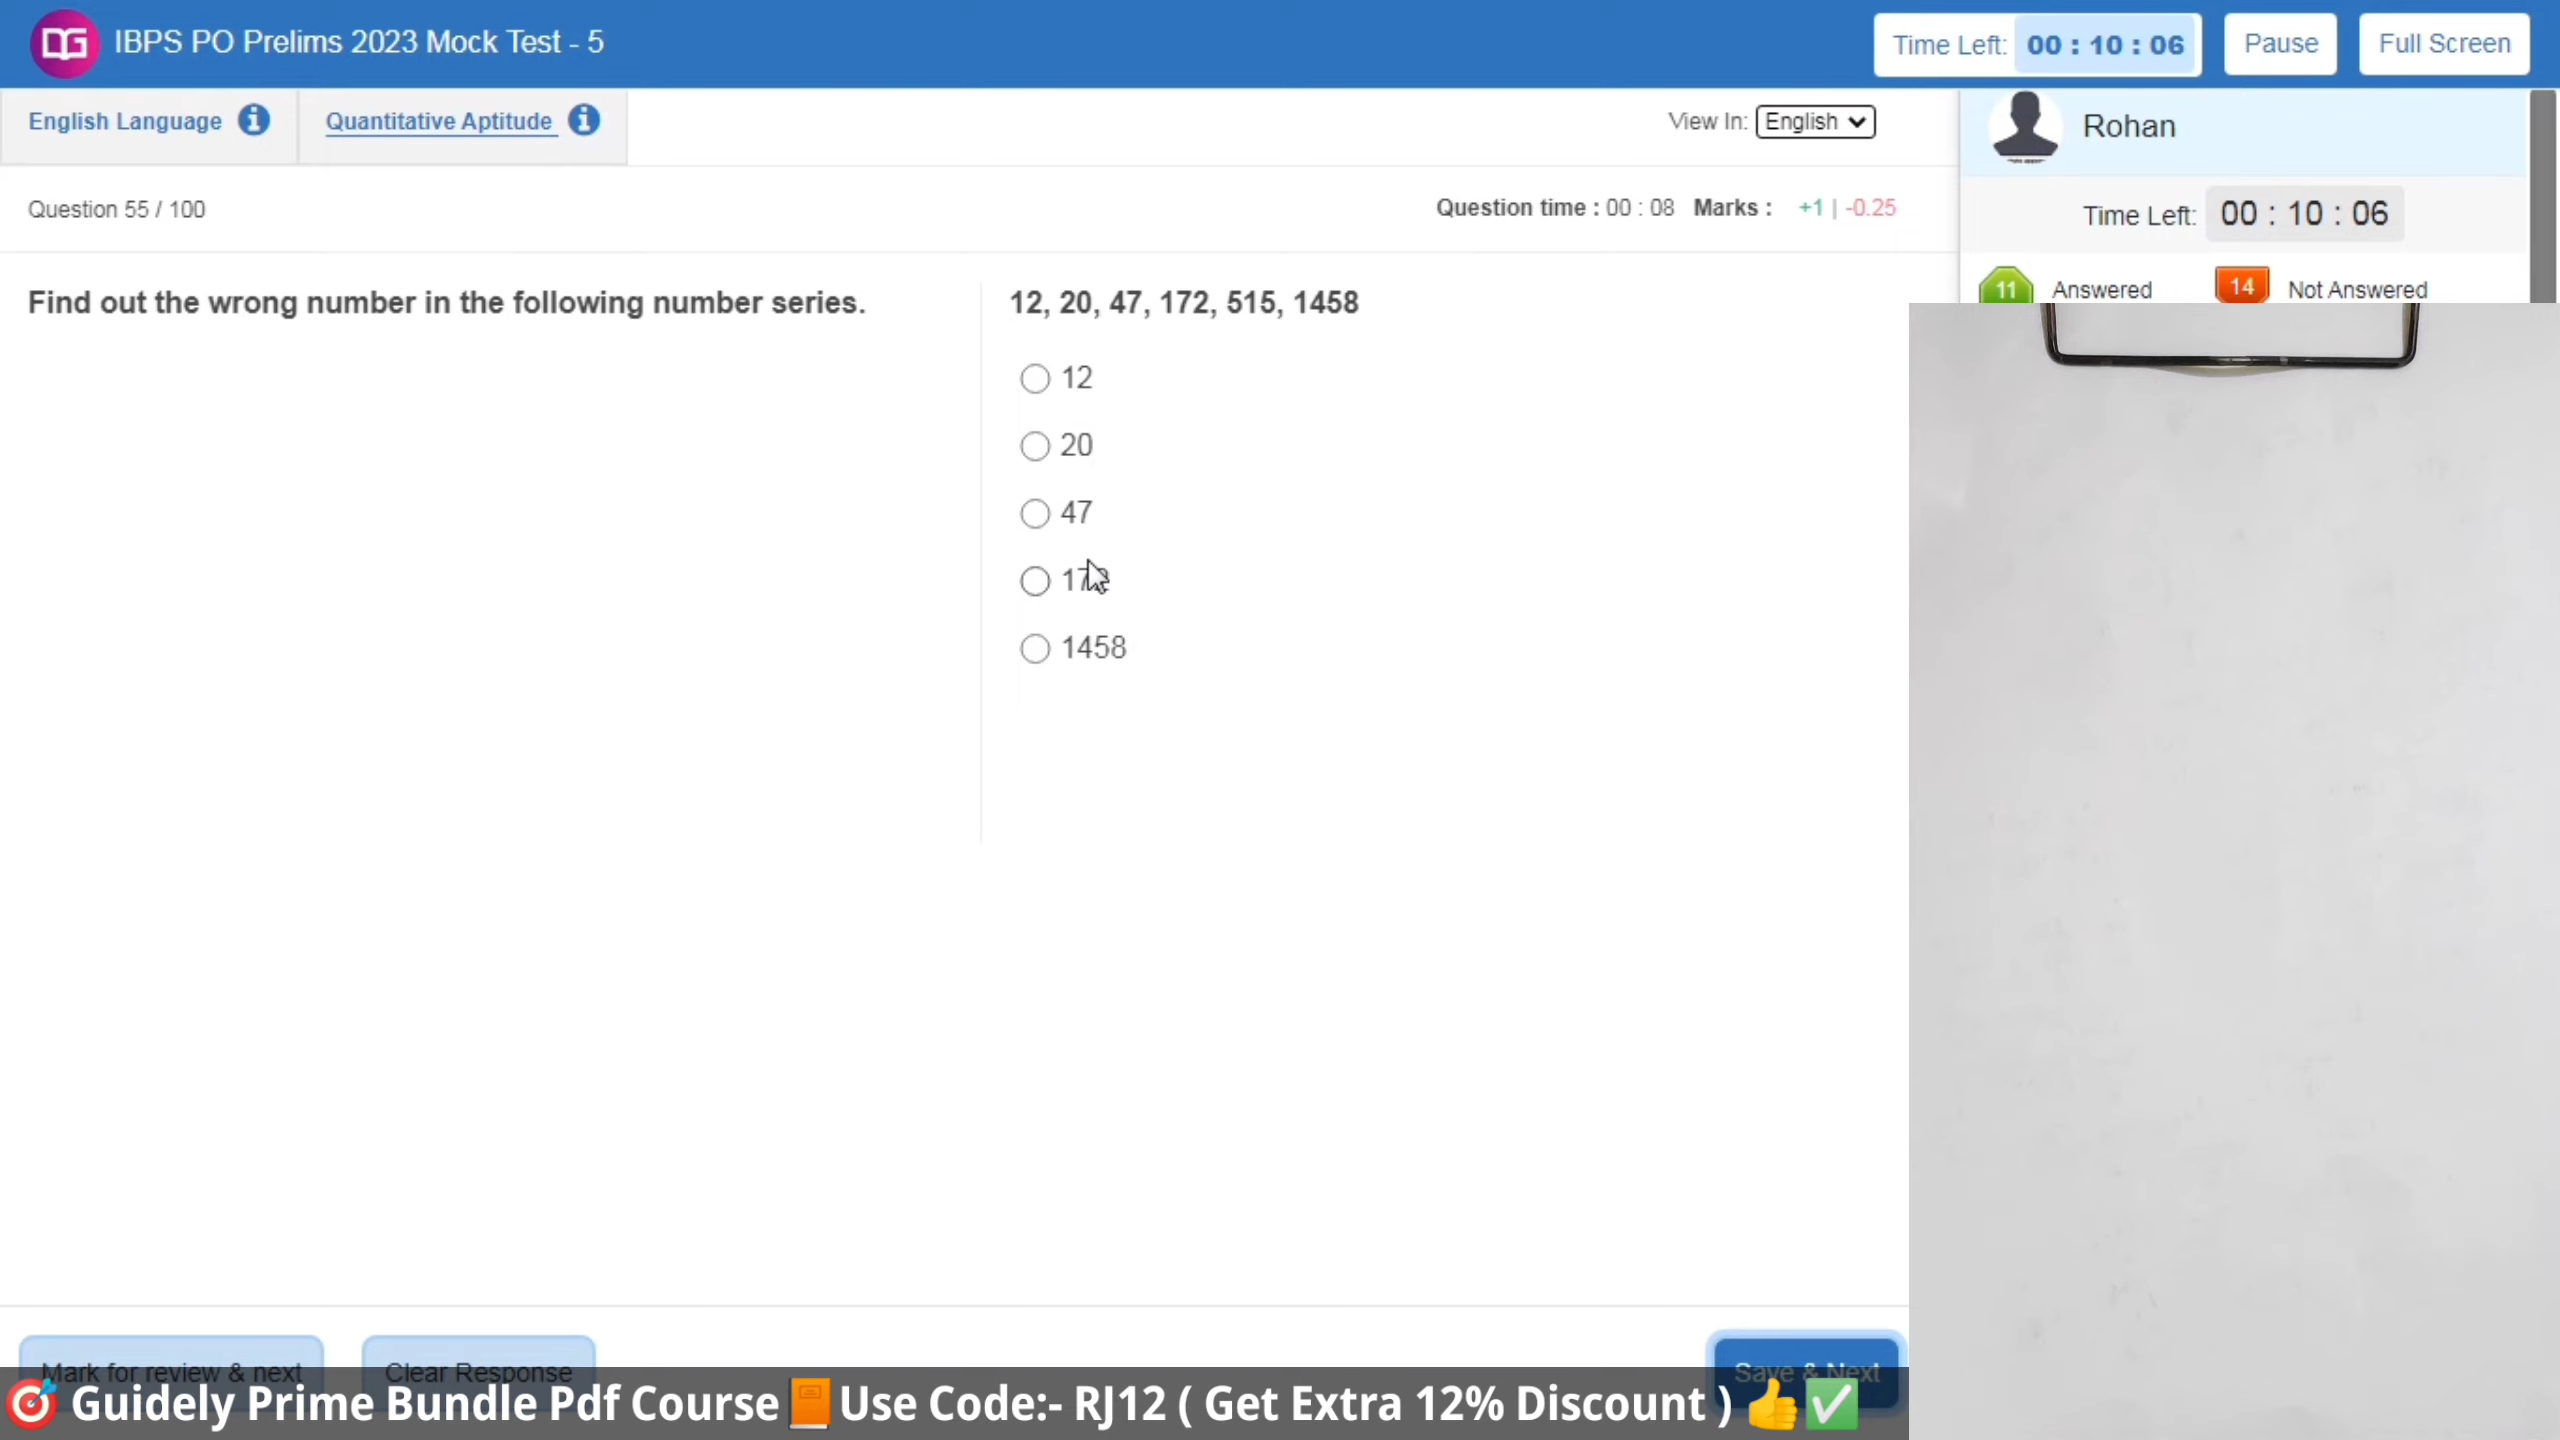 IBPS PO Prelims 2023 Mock Test - 5
Time Left: 00 : 10 : 06
Pause
Full Screen
English Language
Quantitative Aptitude
View In: English
Rohan
Question 55 / 100
Question time : 00 : 08 Marks : +1 | -0.25
Time Left: 00 : 10 : 06
11 Answered
14 Not Answered
Find out the wrong number in the following number series.
12, 20, 47, 172, 515, 1458
12
20
47
1458
Mark for review & next
Clear Response
Save & Next
Guidely Prime Bundle Pdf Course Use Code:- RJ12 ( Get Extra 12% Discount )